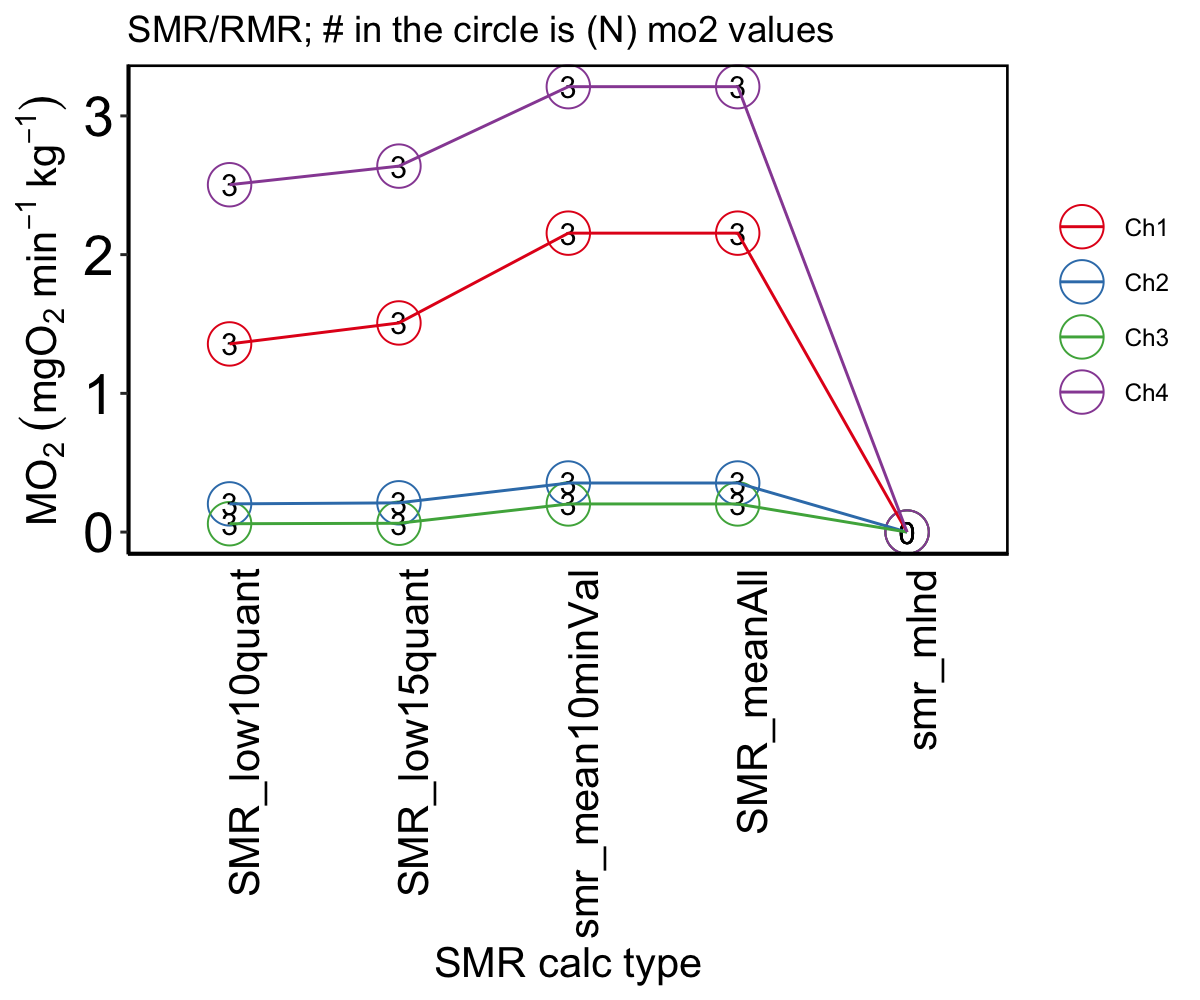 SMR/RMR; # in the circle is (N) mo2 values
MO₂ (mgO₂ min⁻¹ kg⁻¹)
3
2
1
0
3 3 3 3
3 3 3 3
3 3 3 3
3 3 3 3
0
SMR_low10quant
SMR_low15quant
smr_mean10minVal
SMR_meanAll
smr_mlnd
SMR calc type
Ch1
Ch2
Ch3
Ch4